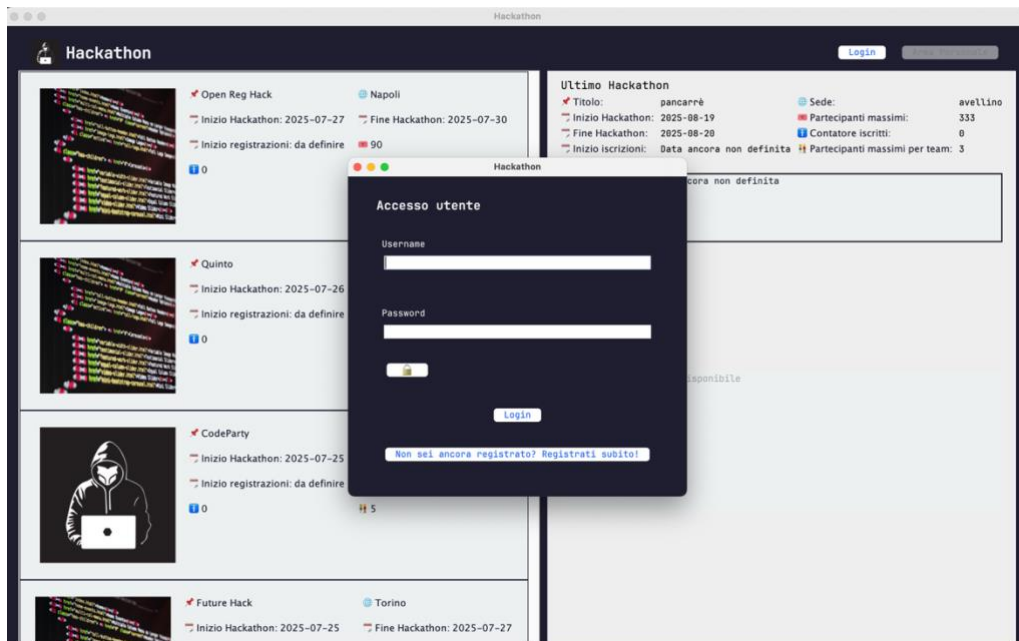 Hackathon
Hackathon
Login
Area Personale
Open Reg Hack
Napoli
Inizio Hackathon: 2025-07-27
Fine Hackathon: 2025-07-30
Inizio registrazioni: da definire
90
0
Quinto
Inizio Hackathon: 2025-07-26
Inizio registrazioni: da definire
0
CodeParty
Inizio Hackathon: 2025-07-25
Inizio registrazioni: da definire
0
5
Future Hack
Torino
Inizio Hackathon: 2025-07-25
Fine Hackathon: 2025-07-27
Ultimo Hackathon
Titolo: pancarrè
Sede: avellino
Inizio Hackathon: 2025-08-19
Partecipanti massimi: 333
Fine Hackathon: 2025-08-20
Contatore iscritti: 0
Inizio iscrizioni: Data ancora non definita
Partecipanti massimi per team: 3
cora non definita
isponibile
Hackathon
Accesso utente
Username
Password
Login
Non sei ancora registrato? Registrati subito!